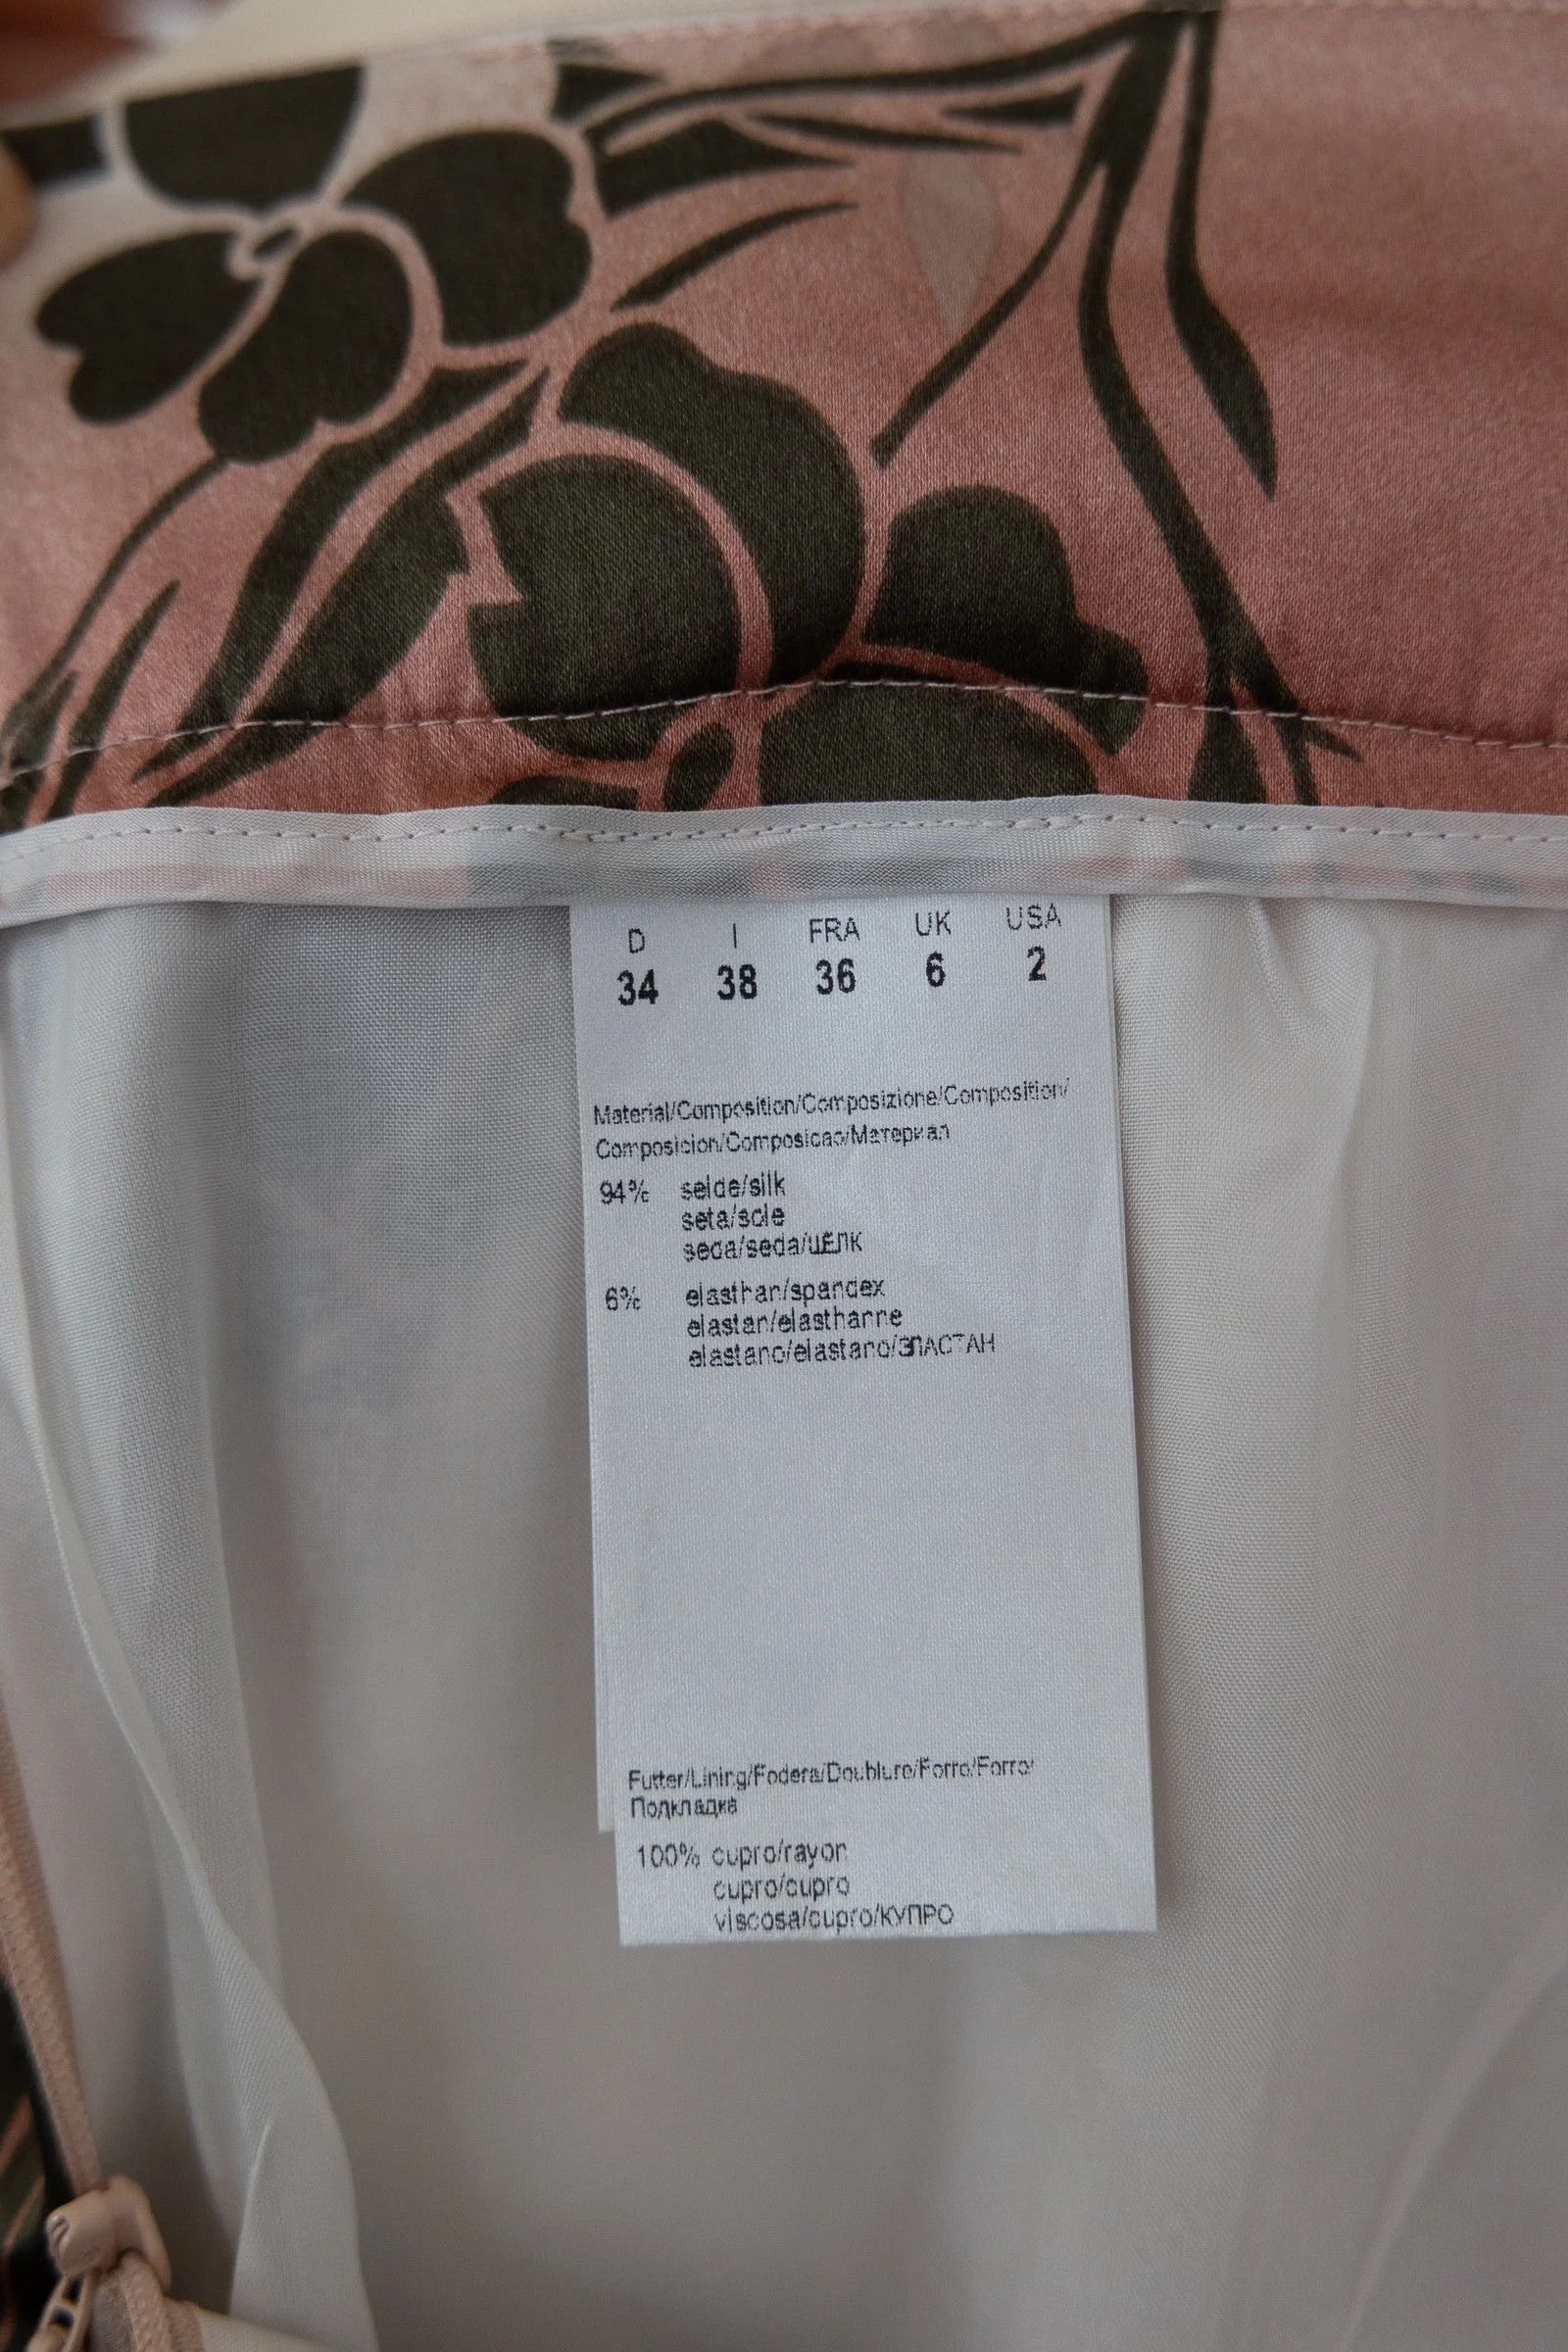 D I FRA UK USA
34 38 36 6 2
Material/Composition/Composizione/Composition/
Composicion/Composicao/Материал
94% seide/silk
seta/soie
seda/seda/ШЁЛК
6% elasthan/spandex
elastan/elasthanne
elastano/elastano/ЭЛАСТАН
Futter/Lining/Fodera/Doublure/Forro/Forro/
Подкладка
100% cupro/rayon
cupro/cupro
viscosa/cupro/КУПРО